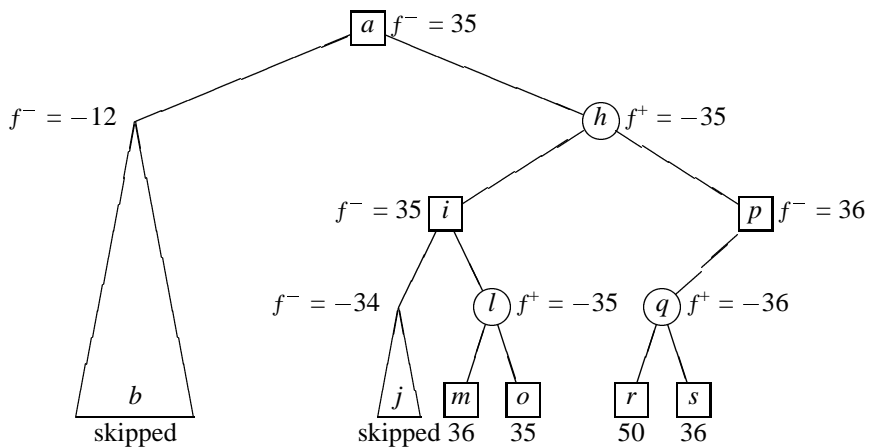 a f⁻ = 35
f⁻ = −12
h f⁺ = −35
f⁻ = 35 i
p f⁻ = 36
f⁻ = −34
l f⁺ = −35
q f⁺ = −36
b
j
m
o
r
s
skipped
skipped
36
35
50
36